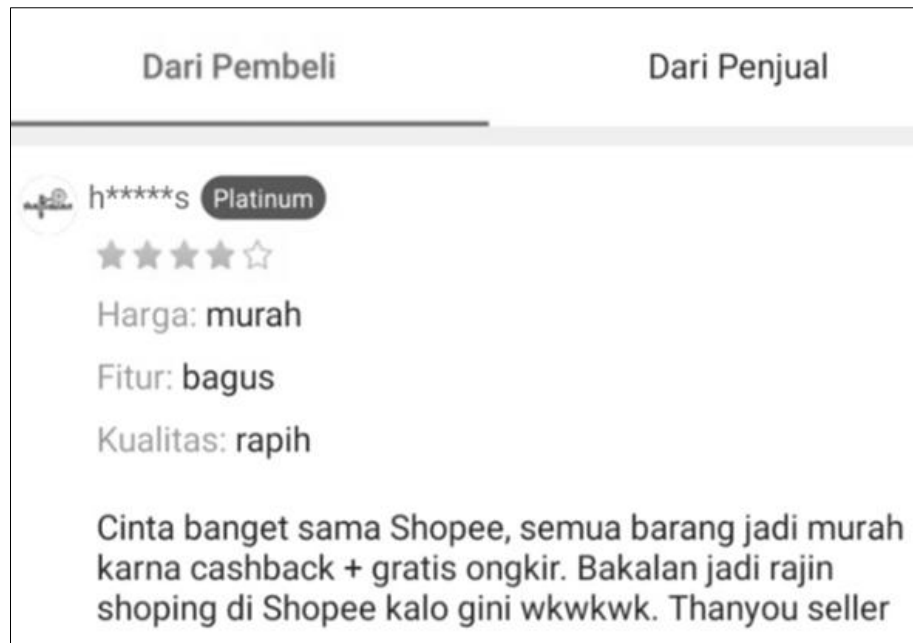 Dari Pembeli Dari Penjual
h*****s Platinum
Harga: murah
Fitur: bagus
Kualitas: rapih
Cinta banget sama Shopee, semua barang jadi murah
karna cashback + gratis ongkir. Bakalan jadi rajin
shoping di Shopee kalo gini wkwkwk. Thanyou seller